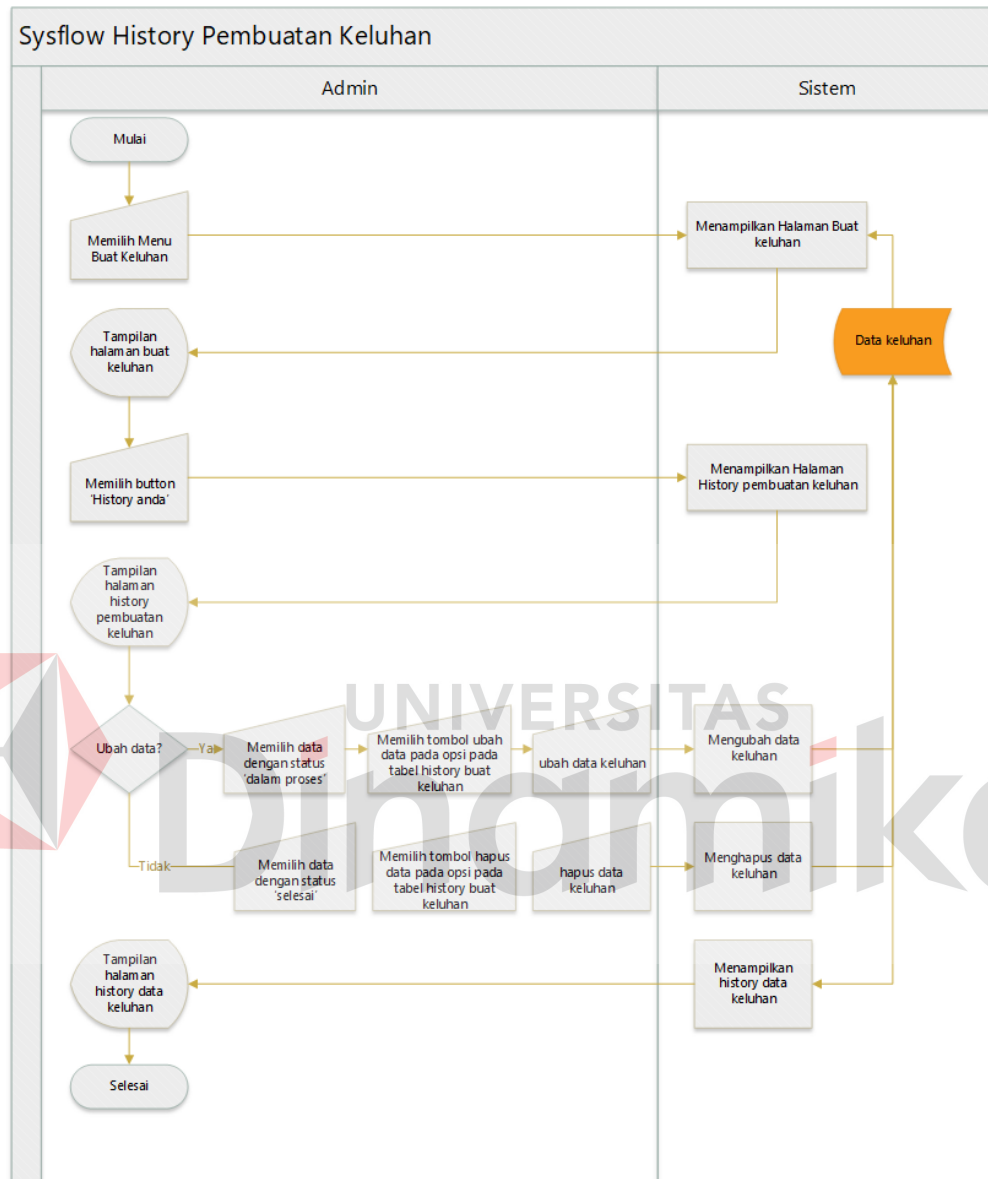 Sysflow History Pembuatan Keluhan
Admin
Sistem
Mulai
Memilih Menu
Buat Keluhan
Menampilkan Halaman Buat
keluhan
Tampilan
halaman buat
keluhan
Data keluhan
Memilih button
'History anda'
Menampilkan Halaman
History pembuatan keluhan
Tampilan
halaman
history
pembuatan
keluhan
UNIVERSITAS
Dinamika
Ubah data?
Ya
Memilih data
dengan status
'dalam proses'
Memilih tombol ubah
data pada opsi pada
tabel history buat
keluhan
ubah data keluhan
Mengubah data
keluhan
Tidak
Memilih data
dengan status
'selesai'
Memilih tombol hapus
data pada opsi pada
tabel history buat
keluhan
hapus data
keluhan
Menghapus data
keluhan
Tampilan
halaman
history data
keluhan
Menampilkan
history data
keluhan
Selesai